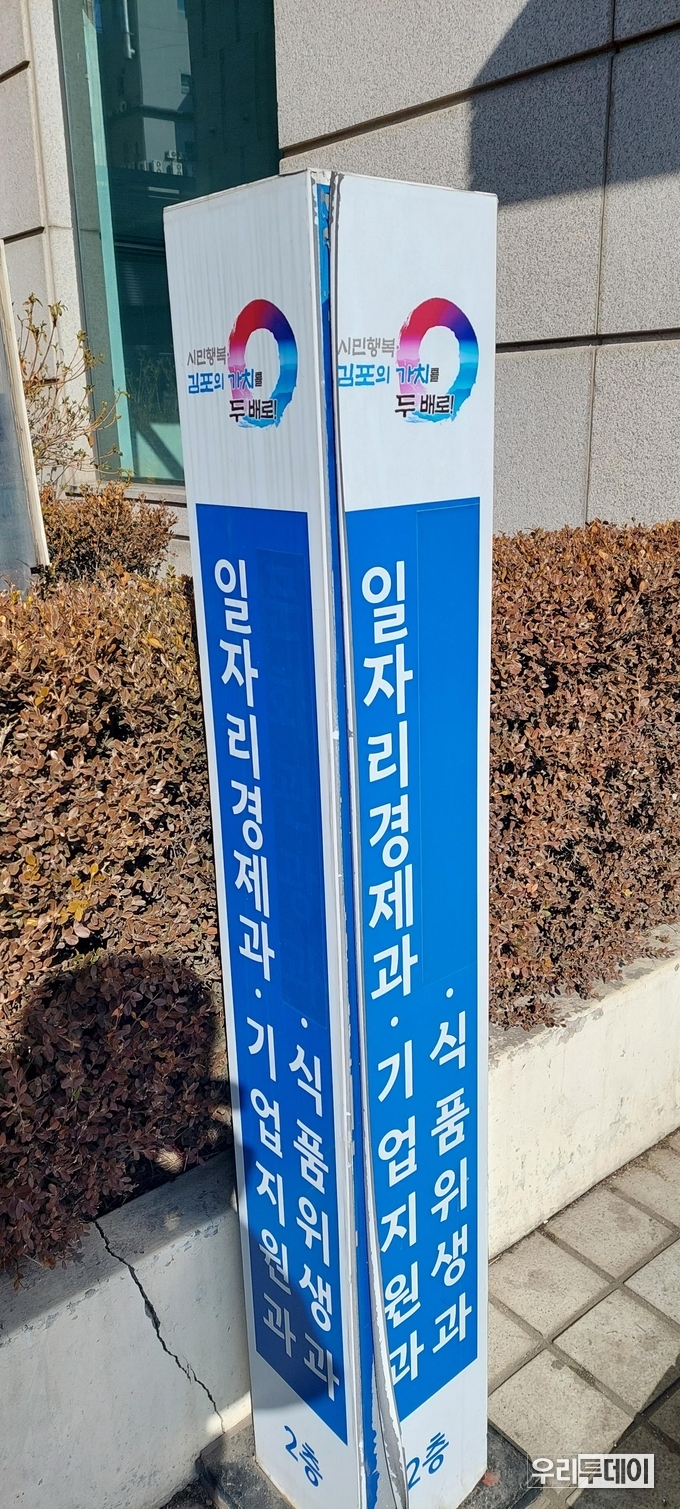 시민행복
김포의 가치를
두 배로!
일자리경제과·기업지원과
·식품위생과
2층
시민행복
김포의 가치를
두 배로!
일자리경제과·기업지원과
·식품위생과
2층
우리투데이